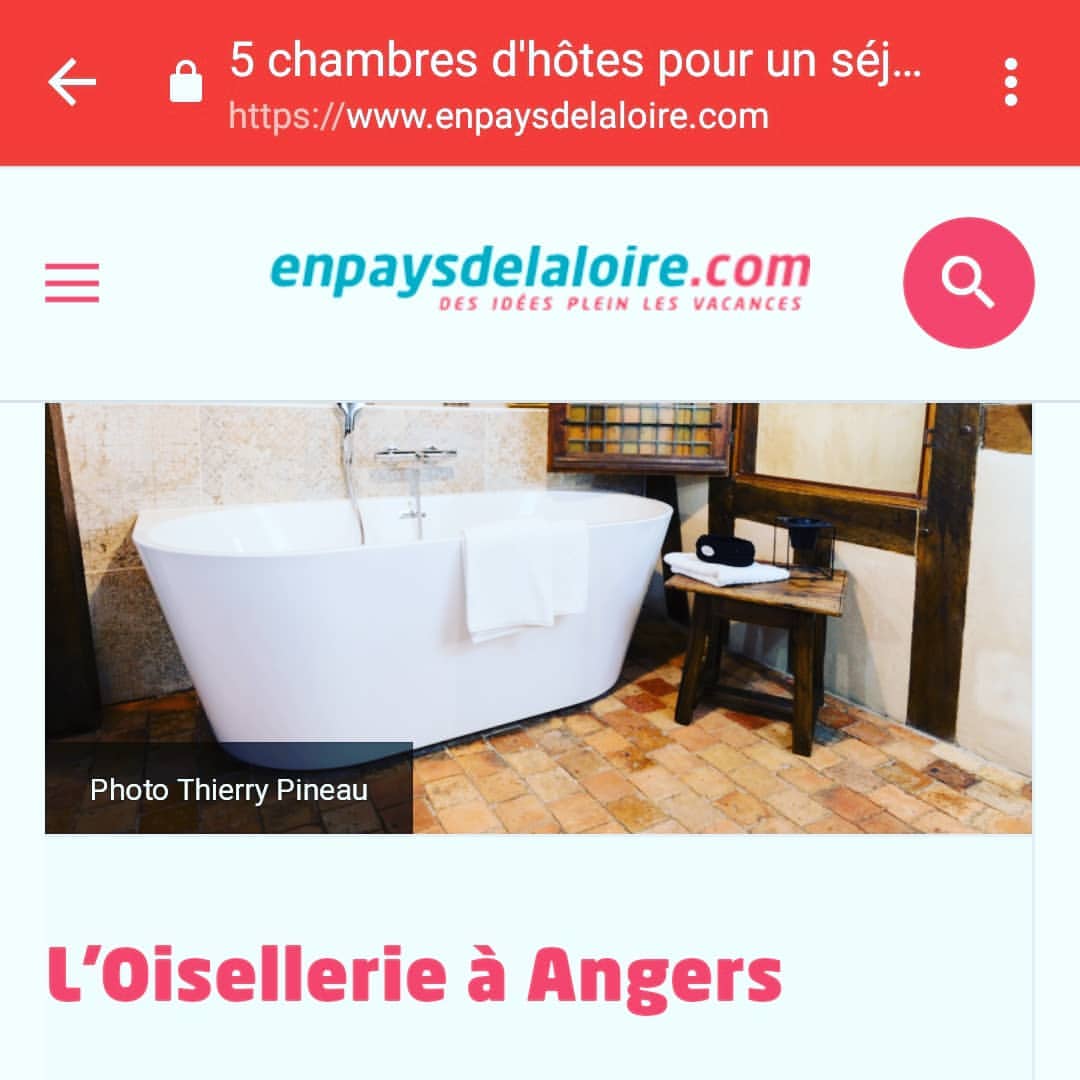 5 chambres d'hôtes pour un séj...
https://www.enpaysdelaloire.com
enpaysdelaloire.com
DES IDÉES PLEIN LES VACANCES
Photo Thierry Pineau
L'Oisellerie à Angers